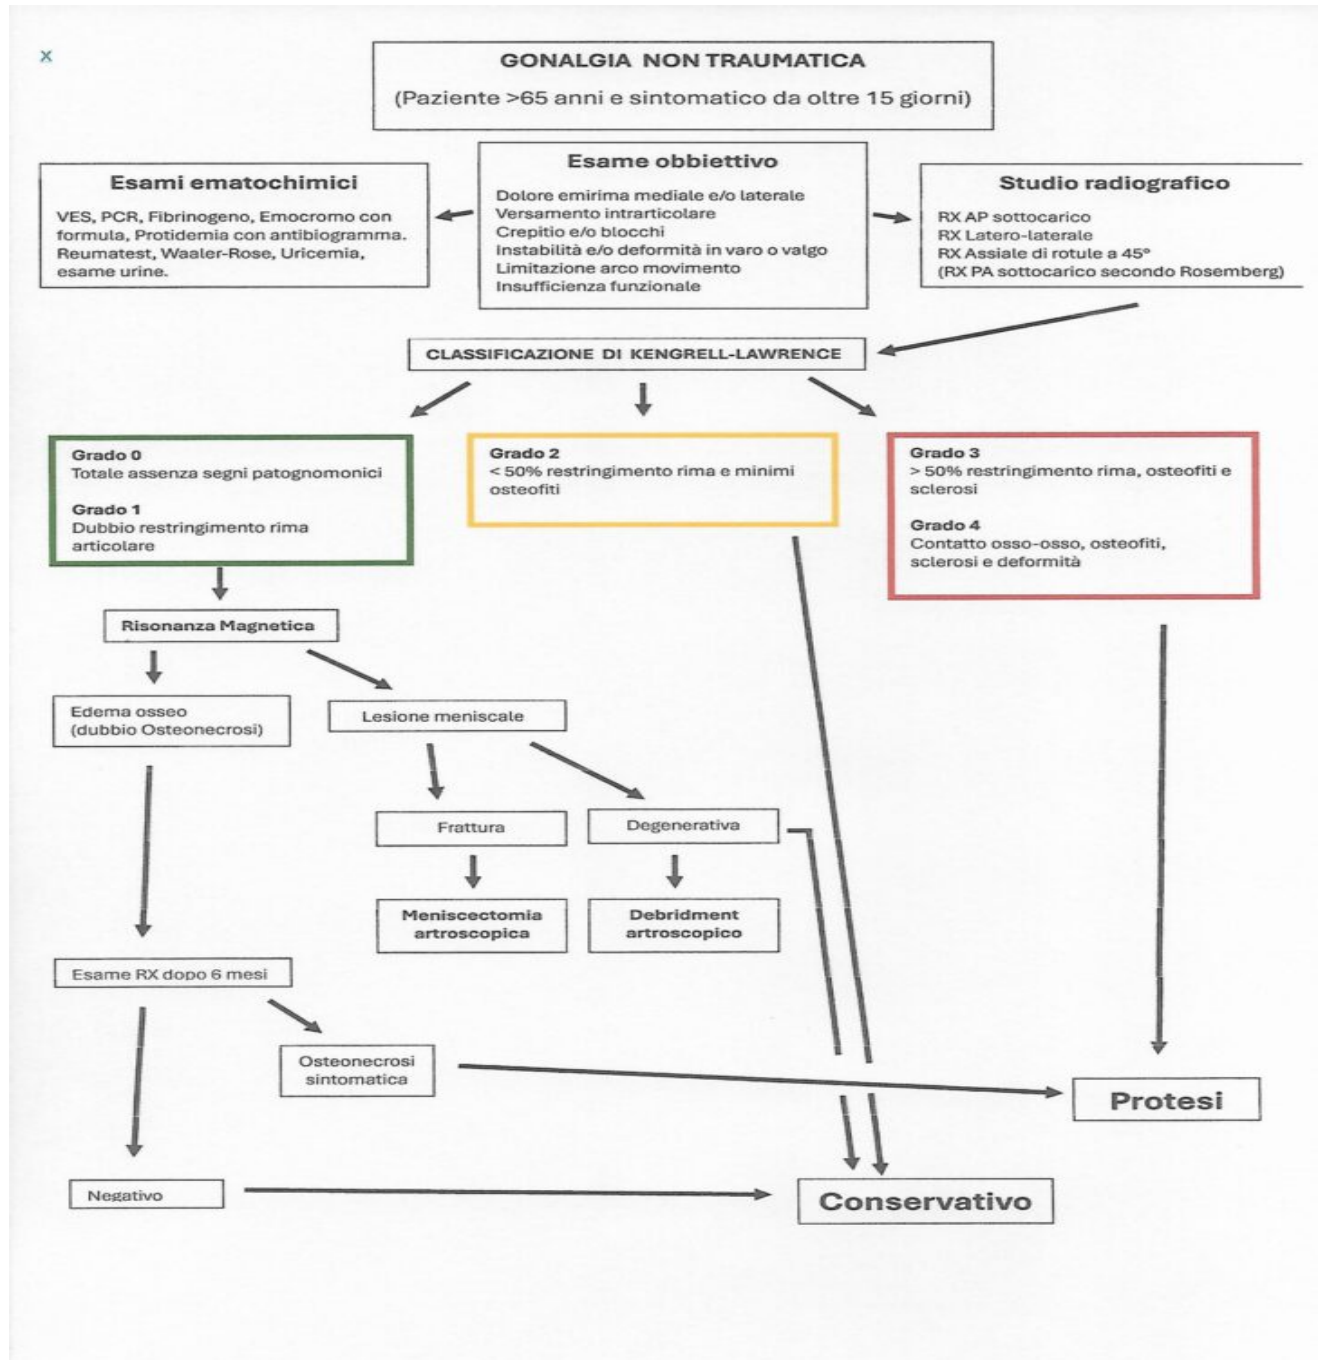 x
GONALGIA NON TRAUMATICA
(Paziente >65 anni e sintomatico da oltre 15 giorni)
Esami ematochimici
VES, PCR, Fibrinogeno, Emocromo con
formula, Protidemia con antibiogramma.
Reumatest, Waaler-Rose, Uricemia,
esame urine.
Esame obbiettivo
Dolore emirima mediale e/o laterale
Versamento intrarticolare
Crepitio e/o blocchi
Instabilità e/o deformità in varo o valgo
Limitazione arco movimento
Insufficienza funzionale
Studio radiografico
RX AP sottocarico
RX Latero-laterale
RX Assiale di rotule a 45°
(RX PA sottocarico secondo Rosemberg)
CLASSIFICAZIONE DI KENGRELL-LAWRENCE
Grado 0
Totale assenza segni patognomonici
Grado 1
Dubbio restringimento rima
articolare
Grado 2
< 50% restringimento rima e minimi
osteofiti
Grado 3
> 50% restringimento rima, osteofiti e
sclerosi
Grado 4
Contatto osso-osso, osteofiti,
sclerosi e deformità
Risonanza Magnetica
Edema osseo
(dubbio Osteonecrosi)
Lesione meniscale
Frattura
Degenerativa
Meniscectomia
artroscopica
Debridment
artroscopico
Esame RX dopo 6 mesi
Osteonecrosi
sintomatica
Protesi
Negativo
Conservativo